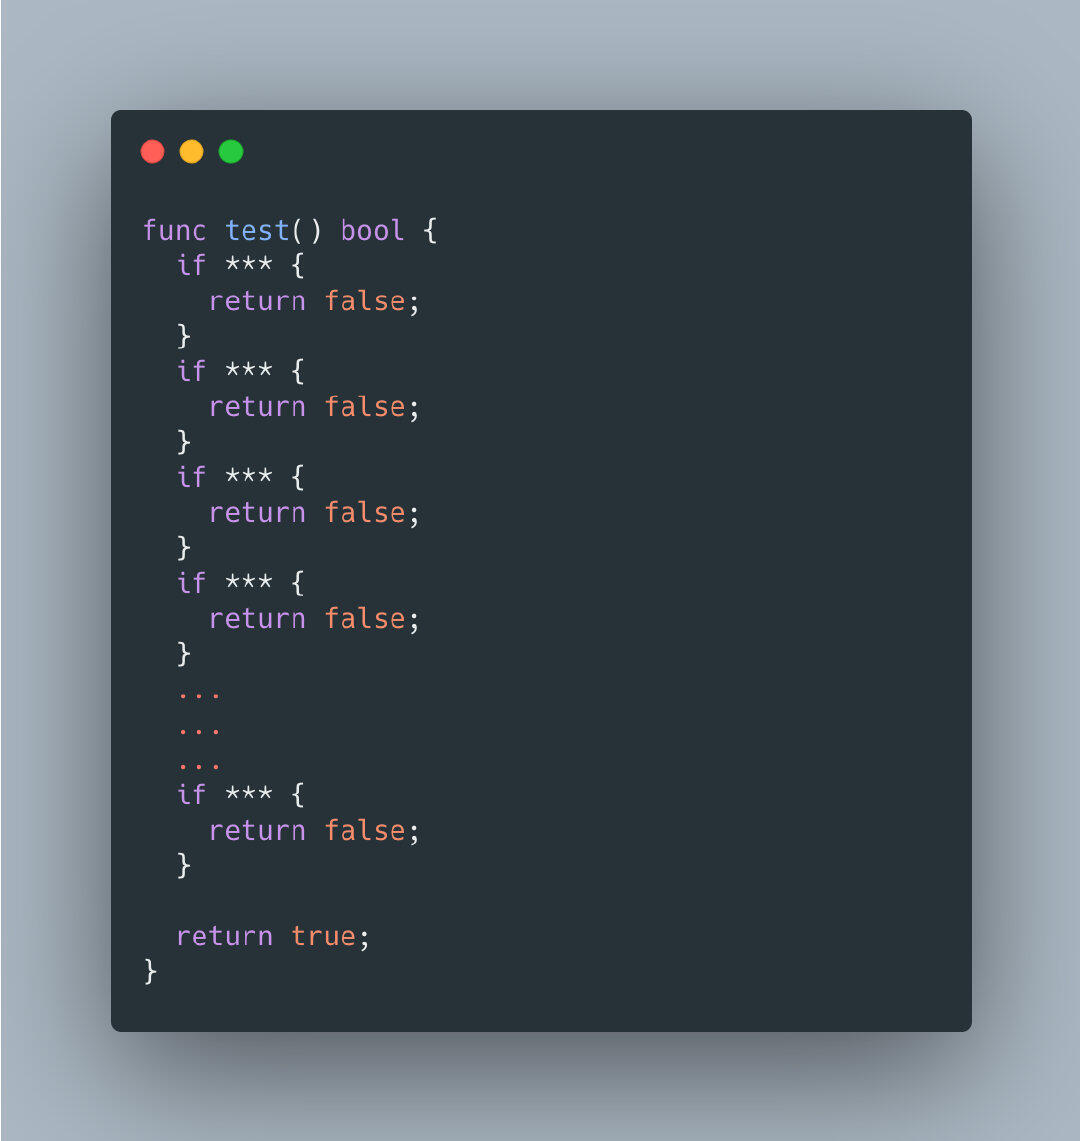 func test() bool {
  if *** {
    return false;
  }
  if *** {
    return false;
  }
  if *** {
    return false;
  }
  if *** {
    return false;
  }
  ...
  ...
  ...
  if *** {
    return false;
  }

  return true;
}